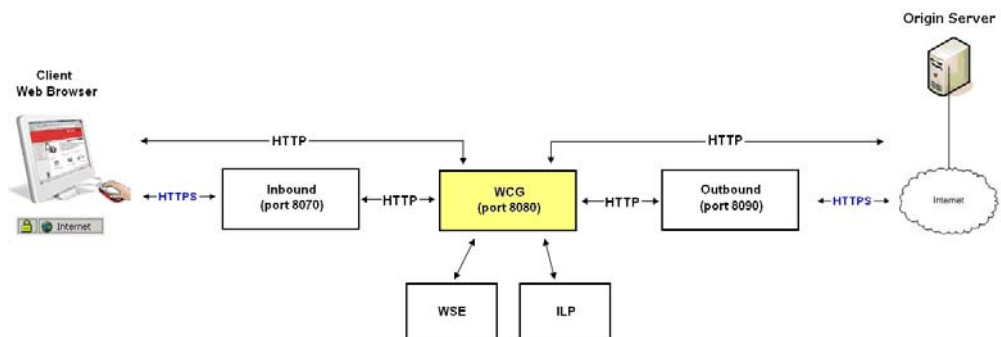 Origin Server
Client
Web Browser
HTTP
HTTP
HTTPS
Inbound
(port 8070)
HTTP
WCG
(port 8080)
HTTP
Outbound
(port 8090)
HTTPS
Internet
Internet
WSE
ILP